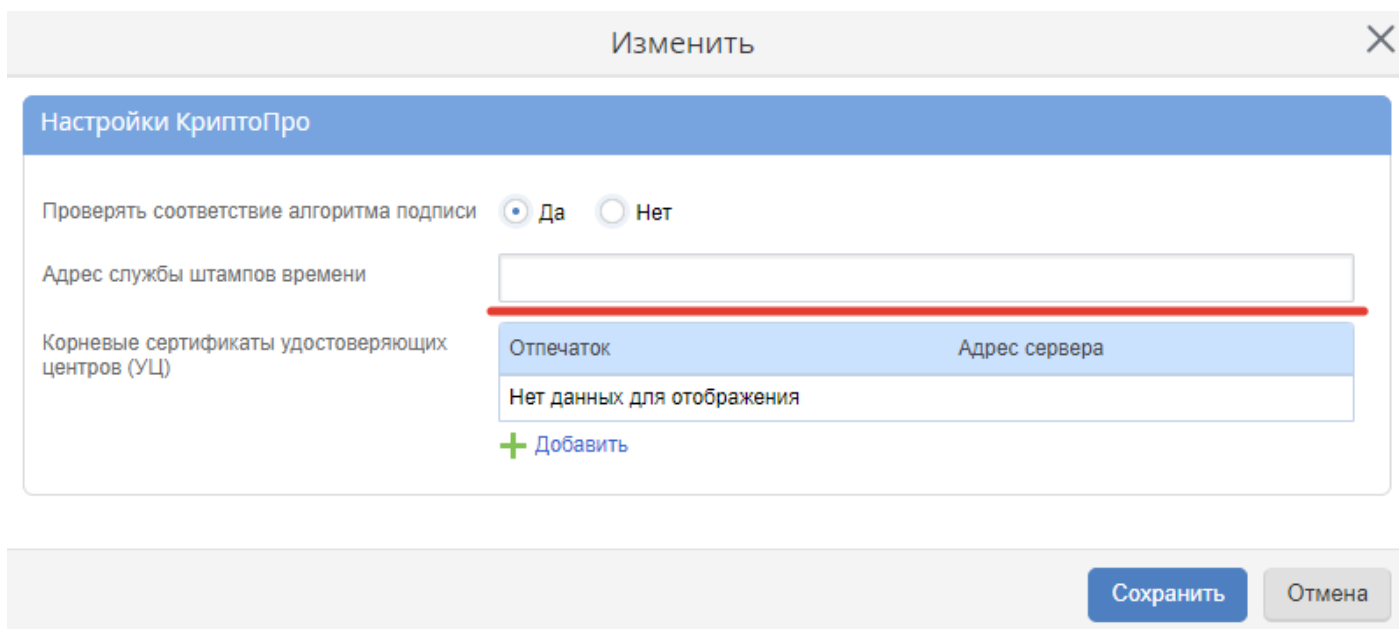 Изменить
Настройки КриптоПро
Проверять соответствие алгоритма подписи Да Нет
Адрес службы штампов времени
Корневые сертификаты удостоверяющих
центров (УЦ)
Отпечаток Адрес сервера
Нет данных для отображения
Добавить
Сохранить Отмена